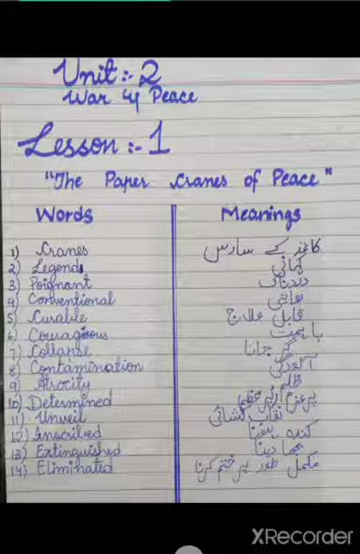 Unit :- 2
War & Peace
Lesson :- 1
"The Paper Cranes of Peace"
Words Meanings
1) Cranes کاغذ کے سارس
2) Legends کہانی
3) Poignant دردناک
4) Conventional روایتی
5) Curable قابل علاج
6) Courageous با ہمت
7) Collapse گر جانا
8) Contamination آلودگی
9) Atrocity ظلم
10) Determined پرعزم
11) Unveil نقاب کشائی
12) Inscribed کندہ
13) Extinguished بجھا دینا
14) Eliminated مکمل طور پر ختم کرنا
XRecorder